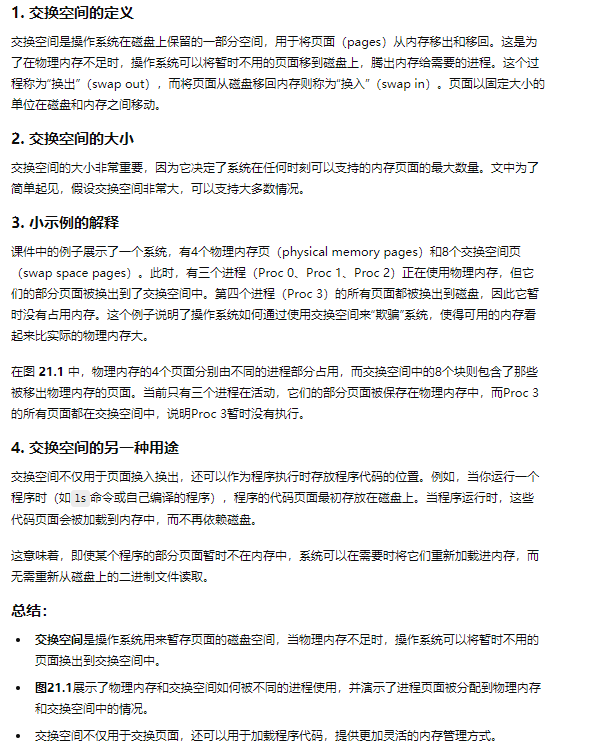 1. 交换空间的定义
交换空间是操作系统在磁盘上保留的一部分空间，用于将页面（pages）从内存移出和移回。这是为
了在物理内存不足时，操作系统可以将暂时不用的页面移到磁盘上，腾出内存给需要的进程。这个过
程称为“换出”（swap out），而将页面从磁盘移回内存则称为“换入”（swap in）。页面以固定大小的
单位在磁盘和内存之间移动。
2. 交换空间的大小
交换空间的大小非常重要，因为它决定了系统在任何时刻可以支持的内存页面的最大数量。文中为了
简单起见，假设交换空间非常大，可以支持大多数情况。
3. 小示例的解释
课件中的例子展示了一个系统，有4个物理内存页（physical memory pages）和8个交换空间页
（swap space pages）。此时，有三个进程（Proc 0、Proc 1、Proc 2）正在使用物理内存，但它
们的部分页面被换出到了交换空间中。第四个进程（Proc 3）的所有页面都被换出到磁盘，因此它暂
时没有占用内存。这个例子说明了操作系统如何通过使用交换空间来“欺骗”系统，使得可用的内存看
起来比实际的物理内存大。
在图 21.1 中，物理内存的4个页面分别由不同的进程部分占用，而交换空间中的8个块则包含了那些
被移出物理内存的页面。当前只有三个进程在活动，它们的部分页面被保存在物理内存中，而Proc 3
的所有页面都在交换空间中，说明Proc 3暂时没有执行。
4. 交换空间的另一种用途
交换空间不仅用于页面换入换出，还可以作为程序执行时存放程序代码的位置。例如，当你运行一个
程序时（如 ls 命令或自己编译的程序），程序的代码页面最初存放在磁盘上。当程序运行时，这些
代码页面会被加载到内存中，而不再依赖磁盘。
这意味着，即使某个程序的部分页面暂时不在内存中，系统可以在需要时将它们重新加载进内存，而
无需重新从磁盘上的二进制文件读取。
总结：
• 交换空间是操作系统用来暂存页面的磁盘空间，当物理内存不足时，操作系统可以将暂时不用的
页面换出到交换空间中。
• 图21.1展示了物理内存和交换空间如何被不同的进程使用，并演示了进程页面被分配到物理内存
和交换空间中的情况。
• 交换空间不仅用于交换页面，还可以用于加载程序代码，提供更加灵活的内存管理方式。